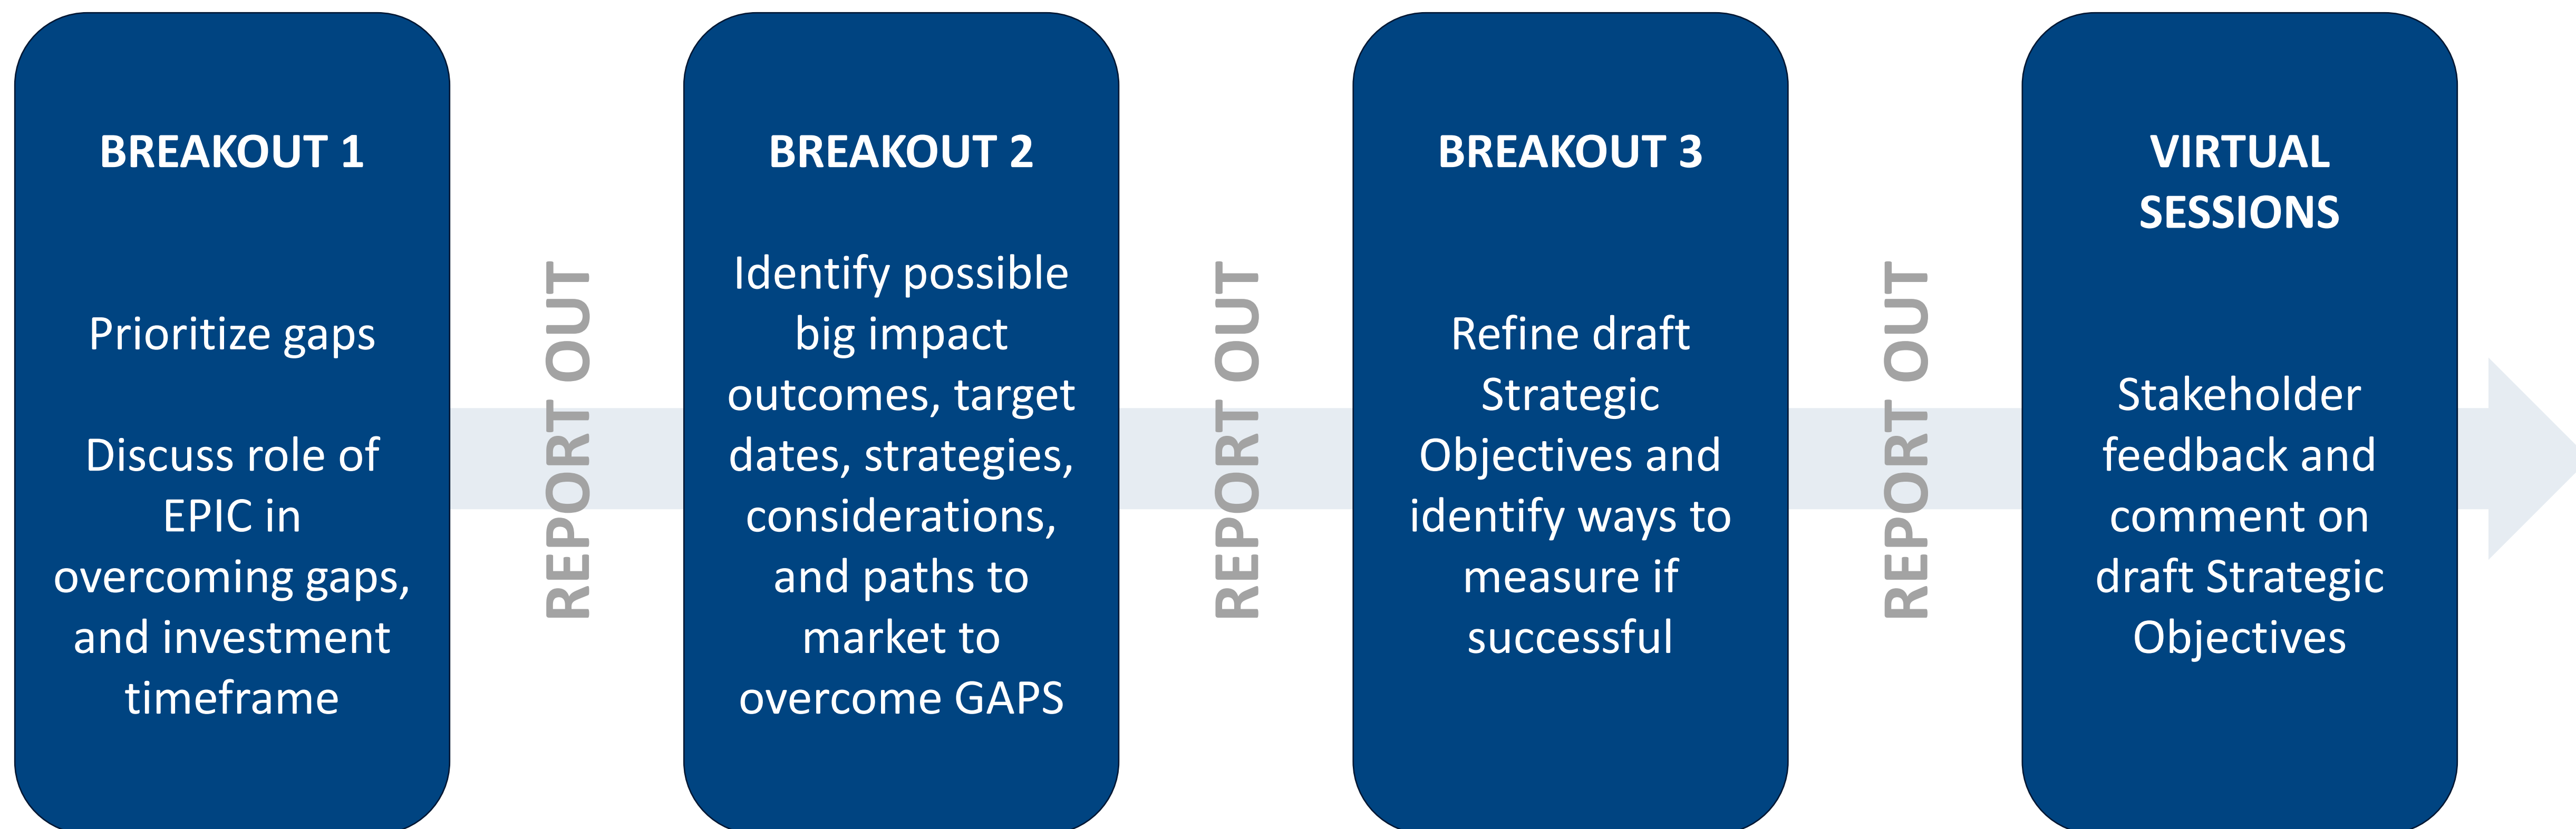 BREAKOUT 1
Prioritize gaps
Discuss role of
EPIC in
overcoming gaps,
and investment
timeframe
REPORT OUT
BREAKOUT 2
Identify possible
big impact
outcomes, target
dates, strategies,
considerations,
and paths to
market to
overcome GAPS
REPORT OUT
BREAKOUT 3
Refine draft
Strategic
Objectives and
identify ways to
measure if
successful
REPORT OUT
VIRTUAL
SESSIONS
Stakeholder
feedback and
comment on
draft Strategic
Objectives